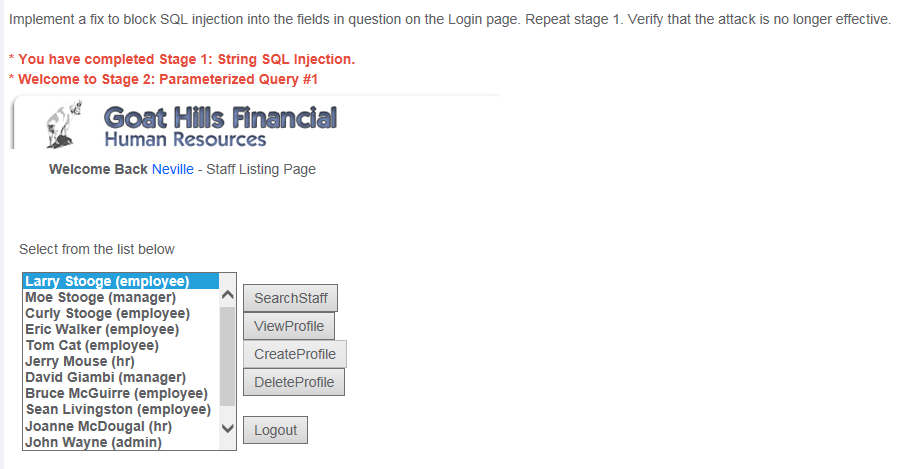 Implement a fix to block SQL injection into the fields in question on the Login page. Repeat stage 1. Verify that the attack is no longer effective.
* You have completed Stage 1: String SQL Injection.
* Welcome to Stage 2: Parameterized Query #1
Goat Hills Financial
Human Resources
Welcome Back Neville - Staff Listing Page
Select from the list below
Larry Stooge (employee)
Moe Stooge (manager)
Curly Stooge (employee)
Eric Walker (employee)
Tom Cat (employee)
Jerry Mouse (hr)
David Giambi (manager)
Bruce McGuirre (employee)
Sean Livingston (employee)
Joanne McDougal (hr)
John Wayne (admin)
SearchStaff
ViewProfile
CreateProfile
DeleteProfile
Logout